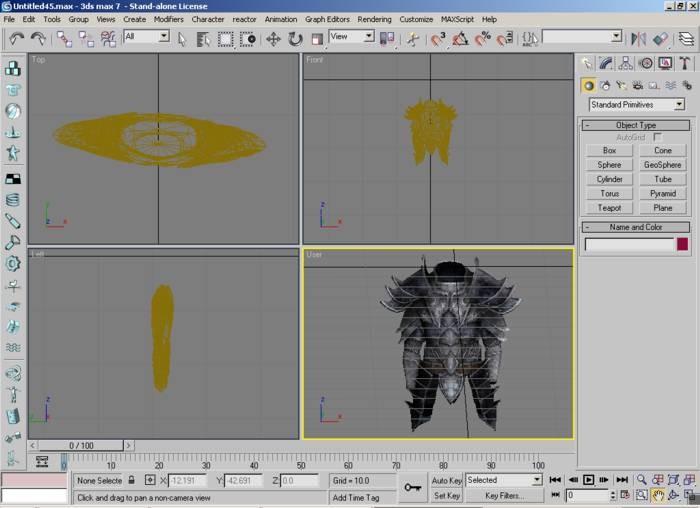 Untitled45.max - 3ds max 7 - Stand-alone License
File Edit Tools Group Views Create Modifiers Character reactor Animation Graph Editors Rendering Customize MAXScript Help
All View
Top Front
Standard Primitives
- Object Type
AutoGrid
Box Cone
Sphere GeoSphere
Cylinder Tube
Torus Pyramid
Teapot Plane
- Name and Color
Left User
0 / 100
0 10 20 30 40 50 60 70 80 90 100
None Selecte X: -12.191 Y: -42.691 Z: 0.0 Grid = 10.0 Auto Key Selected
Click and drag to pan a non-camera view Add Time Tag Set Key Key Filters... 0